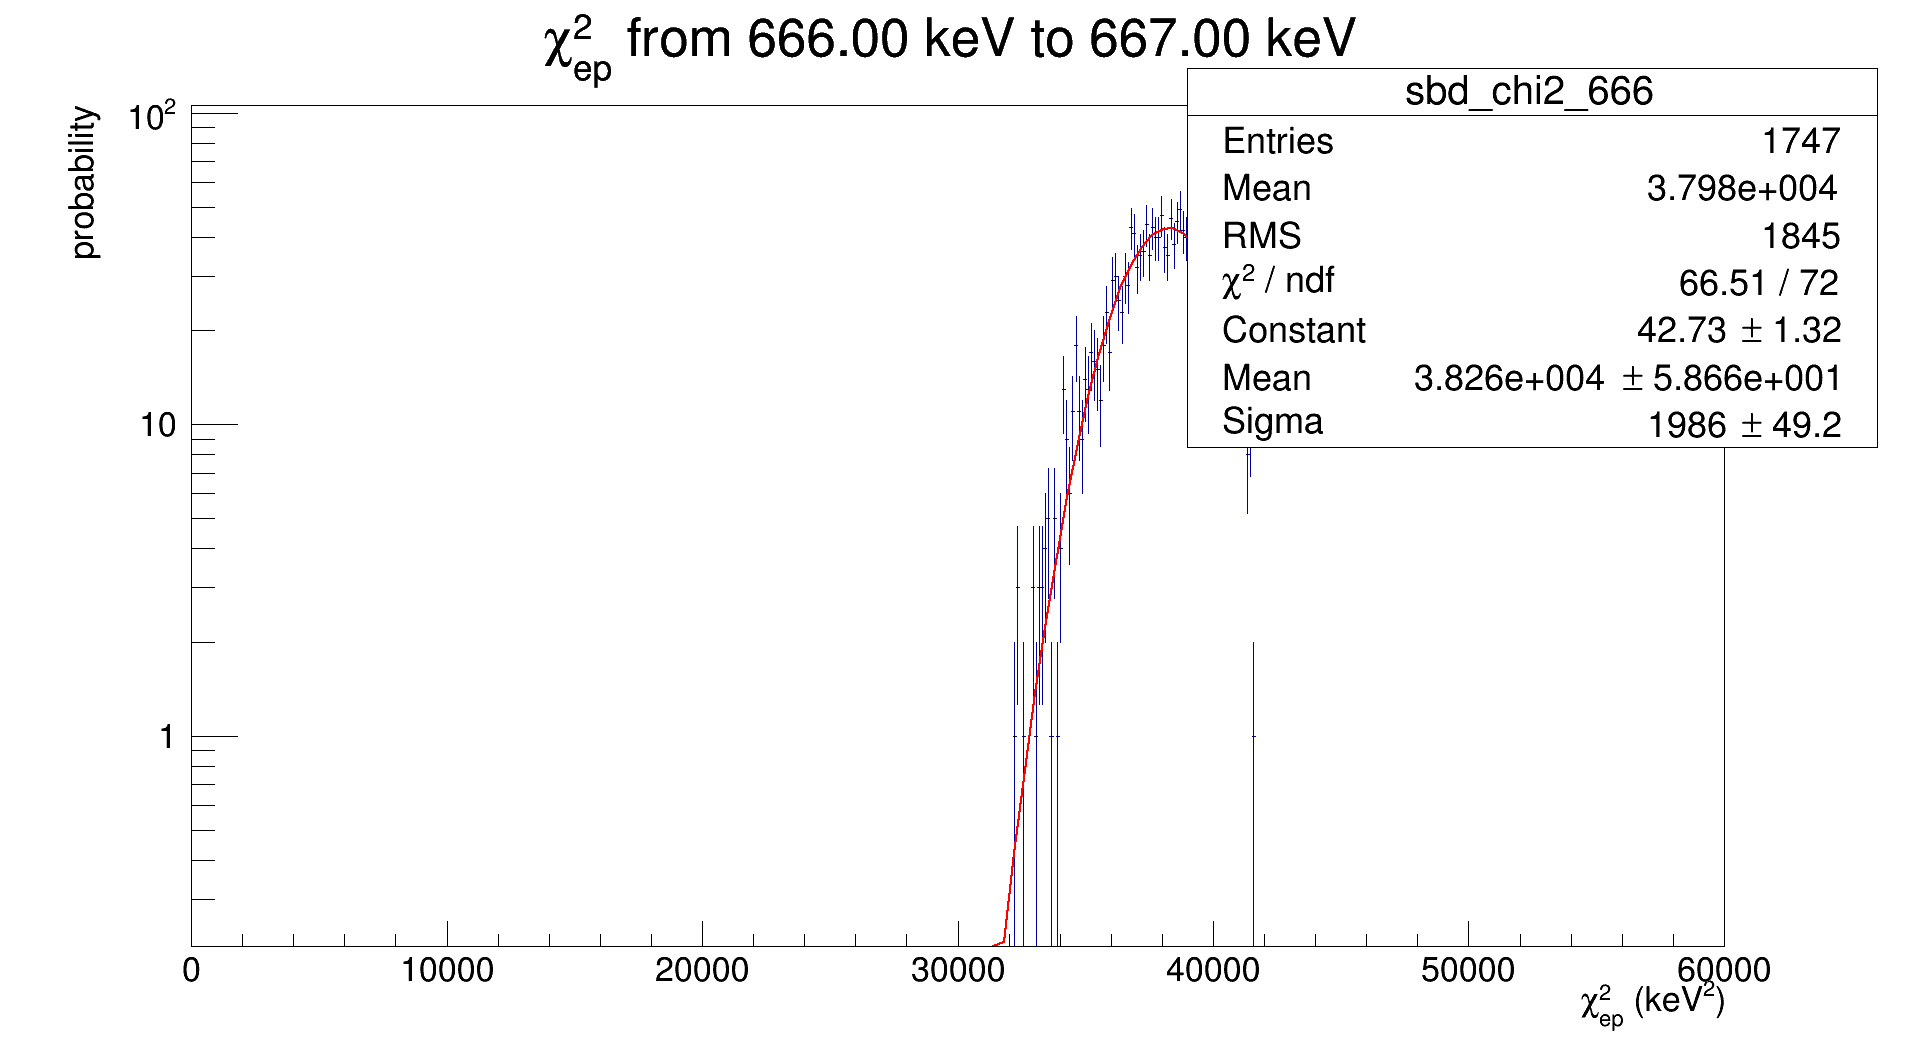 χ²ep from 666.00 keV to 667.00 keV
sbd_chi2_666
Entries 1747
Mean 3.798e+004
RMS 1845
χ² / ndf 66.51 / 72
Constant 42.73 ± 1.32
Mean 3.826e+004 ± 5.866e+001
Sigma 1986 ± 49.2
probability
10²
10
1
0 10000 20000 30000 40000 50000 60000
χ²ep (keV²)